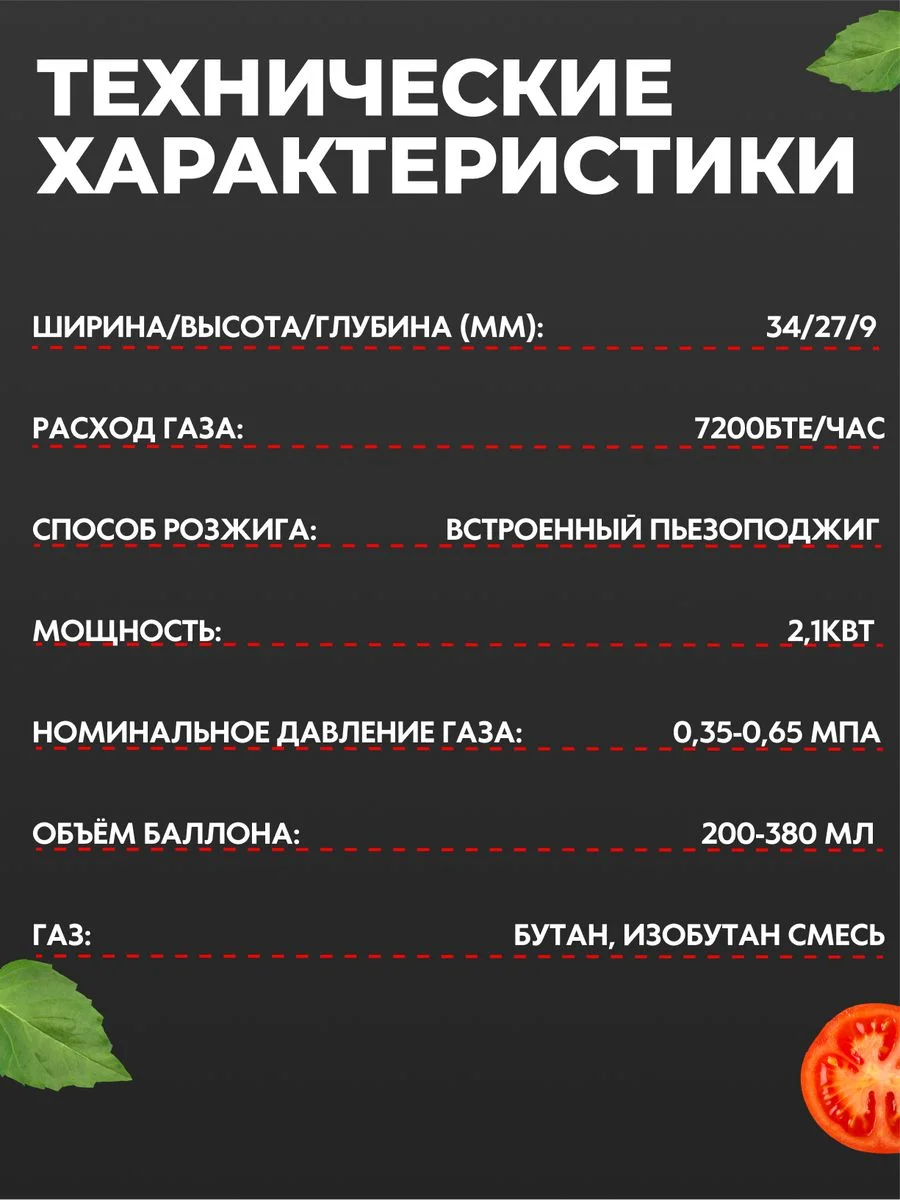 ТЕХНИЧЕСКИЕ
ХАРАКТЕРИСТИКИ
ШИРИНА/ВЫСОТА/ГЛУБИНА (ММ): 34/27/9
РАСХОД ГАЗА: 7200БТЕ/ЧАС
СПОСОБ РОЗЖИГА: ВСТРОЕННЫЙ ПЬЕЗОПОДЖИГ
МОЩНОСТЬ: 2,1КВТ
НОМИНАЛЬНОЕ ДАВЛЕНИЕ ГАЗА: 0,35-0,65 МПА
ОБЪЁМ БАЛЛОНА: 200-380 МЛ
ГАЗ: БУТАН, ИЗОБУТАН СМЕСЬ